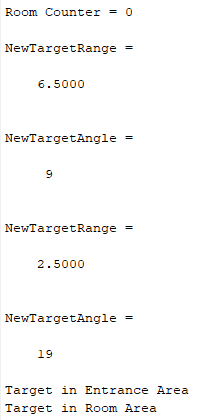 Room Counter = 0
NewTargetRange =
6.5000
NewTargetAngle =
9
NewTargetRange =
2.5000
NewTargetAngle =
19
Target in Entrance Area
Target in Room Area